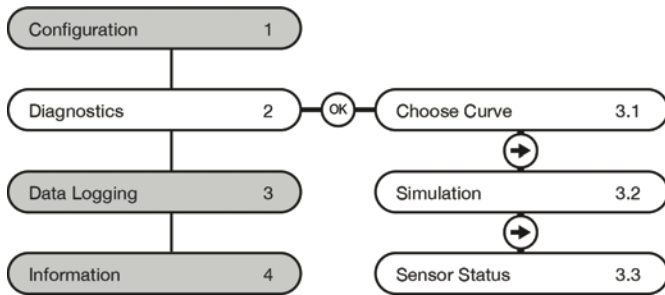 Configuration 1
Diagnostics 2 OK Choose Curve 3.1
Data Logging 3 Simulation 3.2
Information 4 Sensor Status 3.3